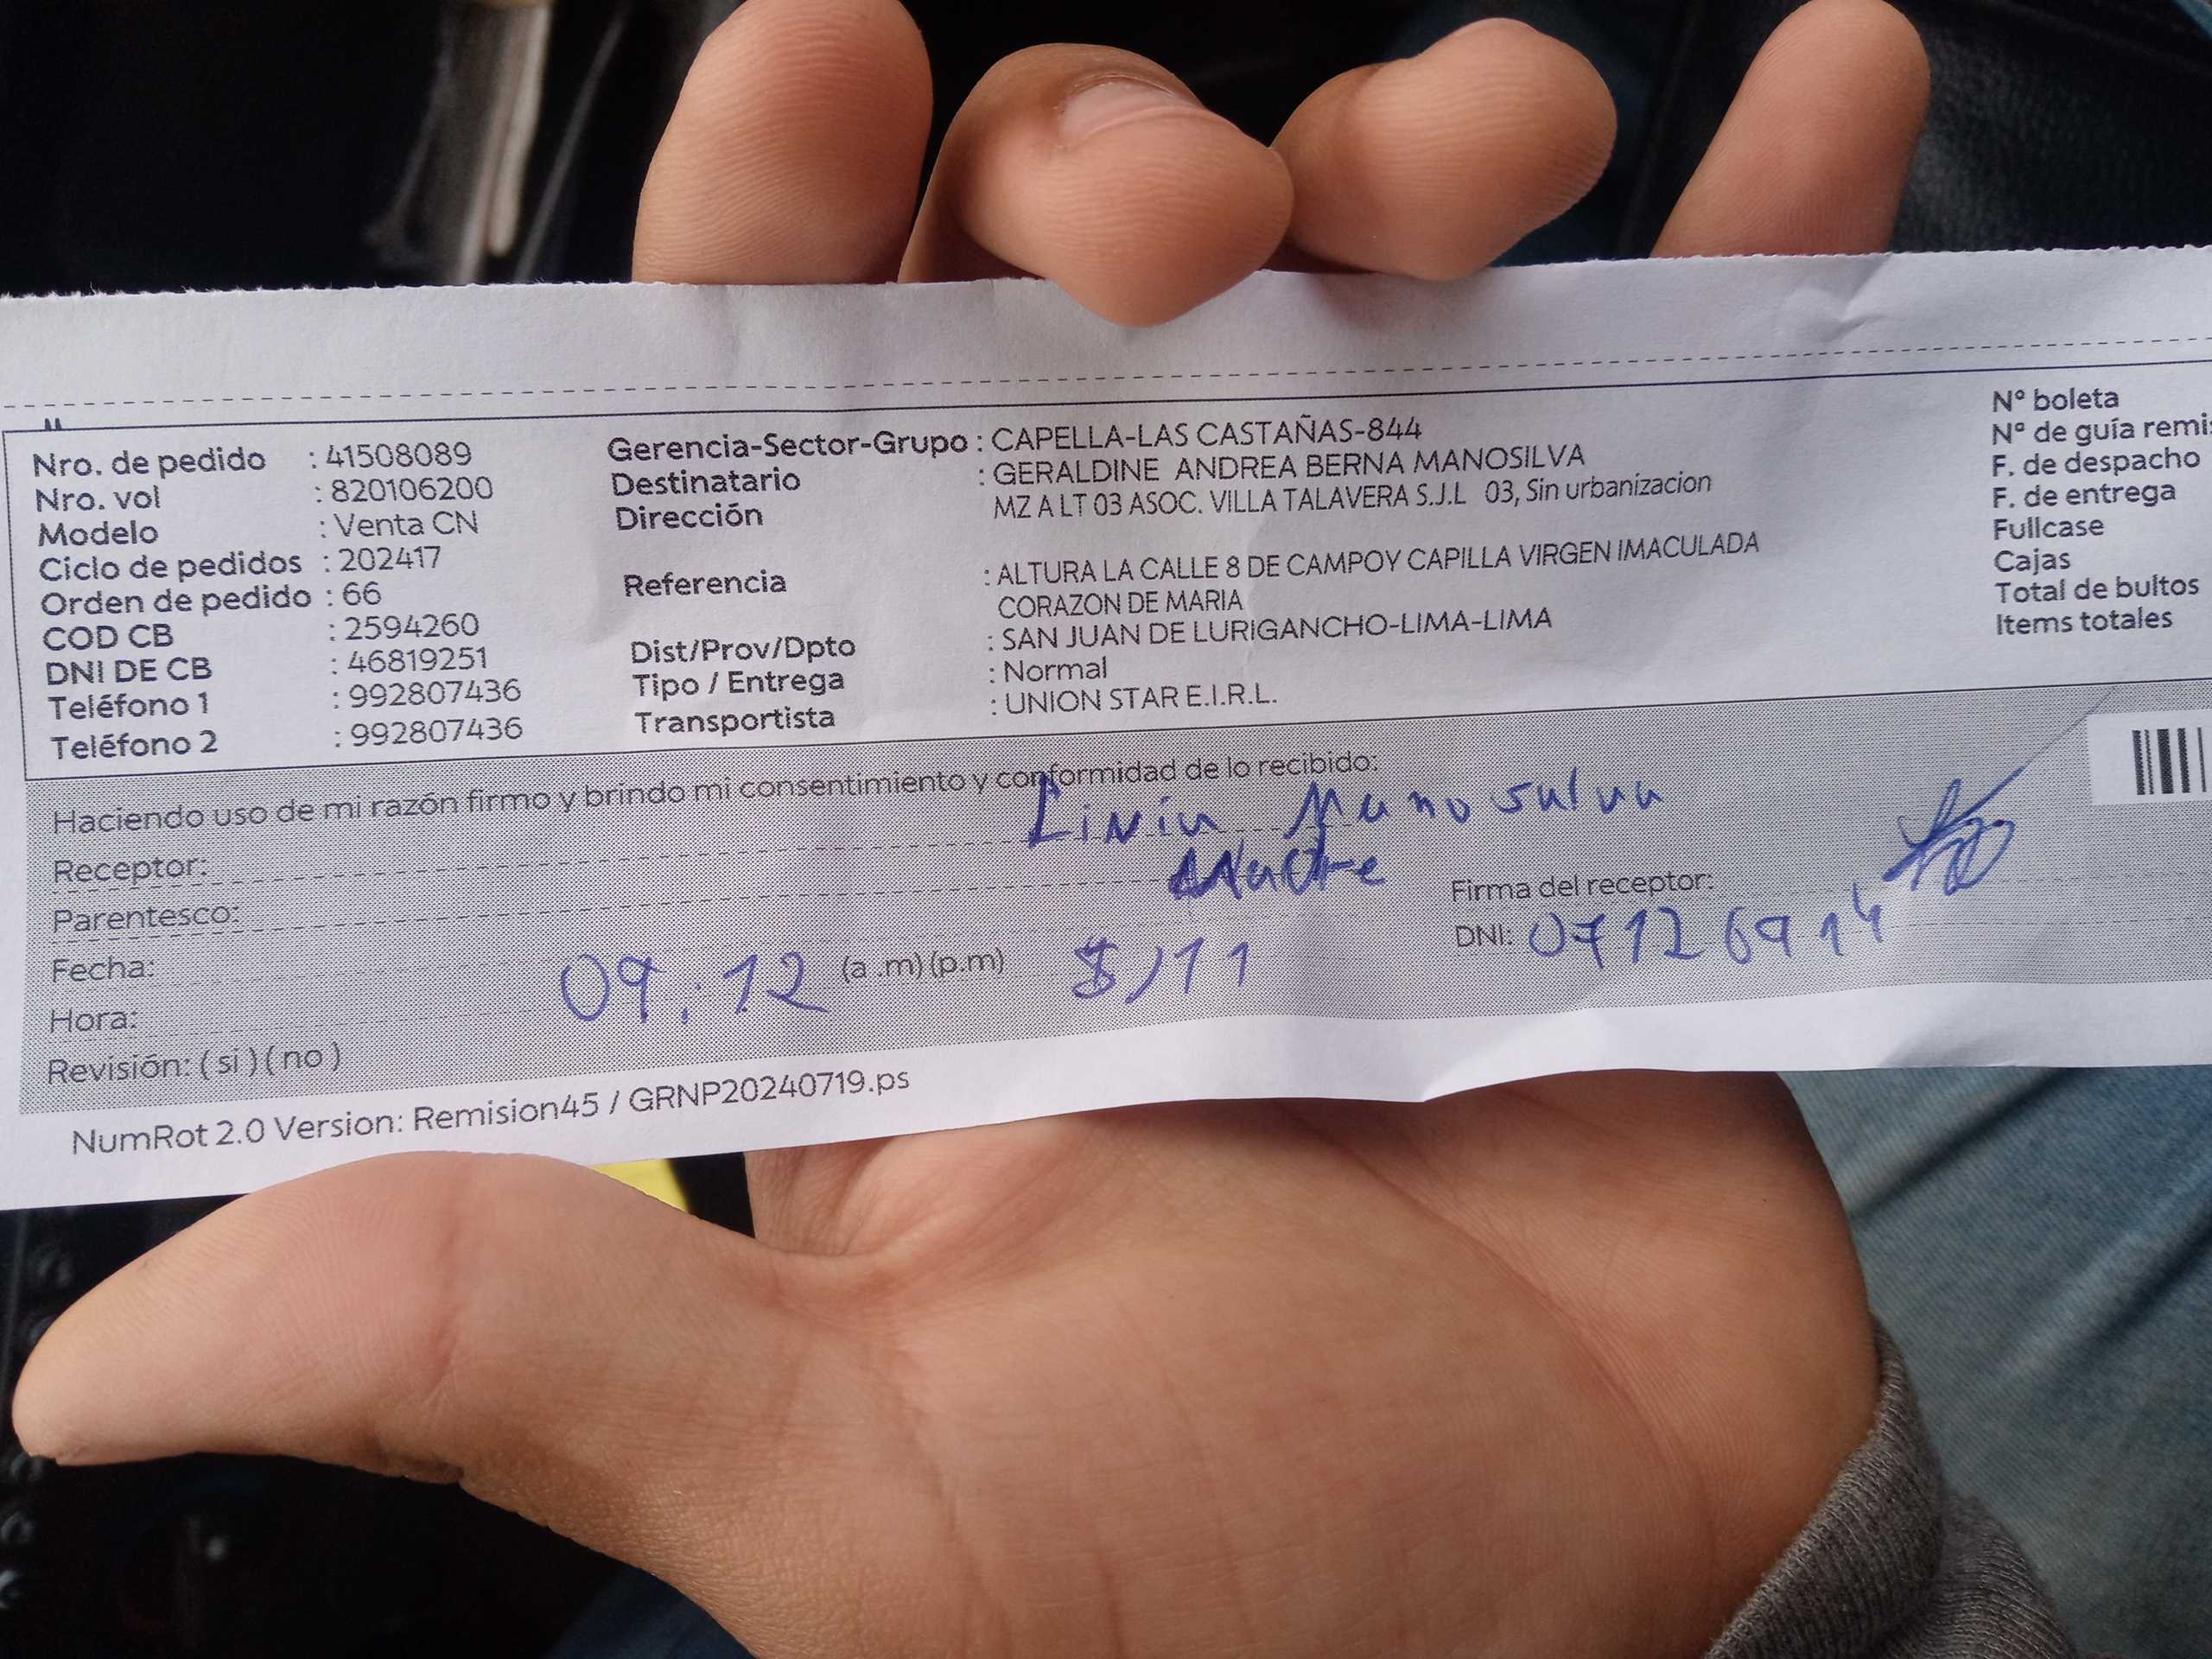 Nro. de pedido : 41508089
Nro. vol : 820106200
Modelo : Venta CN
Ciclo de pedidos : 202417
Orden de pedido : 66
COD CB : 2594260
DNI DE CB : 46819251
Teléfono 1 : 992807436
Teléfono 2 : 992807436
Gerencia-Sector-Grupo : CAPELLA-LAS CASTAÑAS-844
Destinatario : GERALDINE ANDREA BERNA MANOSILVA
Dirección MZ A LT 03 ASOC. VILLA TALAVERA S.J.L 03, Sin urbanizacion
Referencia : ALTURA LA CALLE 8 DE CAMPOY CAPILLA VIRGEN IMACULADA
CORAZON DE MARIA
Dist/Prov/Dpto : SAN JUAN DE LURIGANCHO-LIMA-LIMA
Tipo / Entrega : Normal
Transportista : UNION STAR E.I.R.L.
Nº boleta
Nº de guía remi
F. de despacho
F. de entrega
Fullcase
Cajas
Total de bultos
Items totales
Haciendo uso de mi razón firmo y brindo mi consentimiento y conformidad de lo recibido:
Receptor: Livia
Parentesco: Madre
Firma del receptor:
Fecha:
DNI: 07126914
Hora: 09:12 (a .m) (p.m)
Revisión: ( si ) ( no )
NumRot 2.0 Version: Remision45 / GRNP20240719.ps